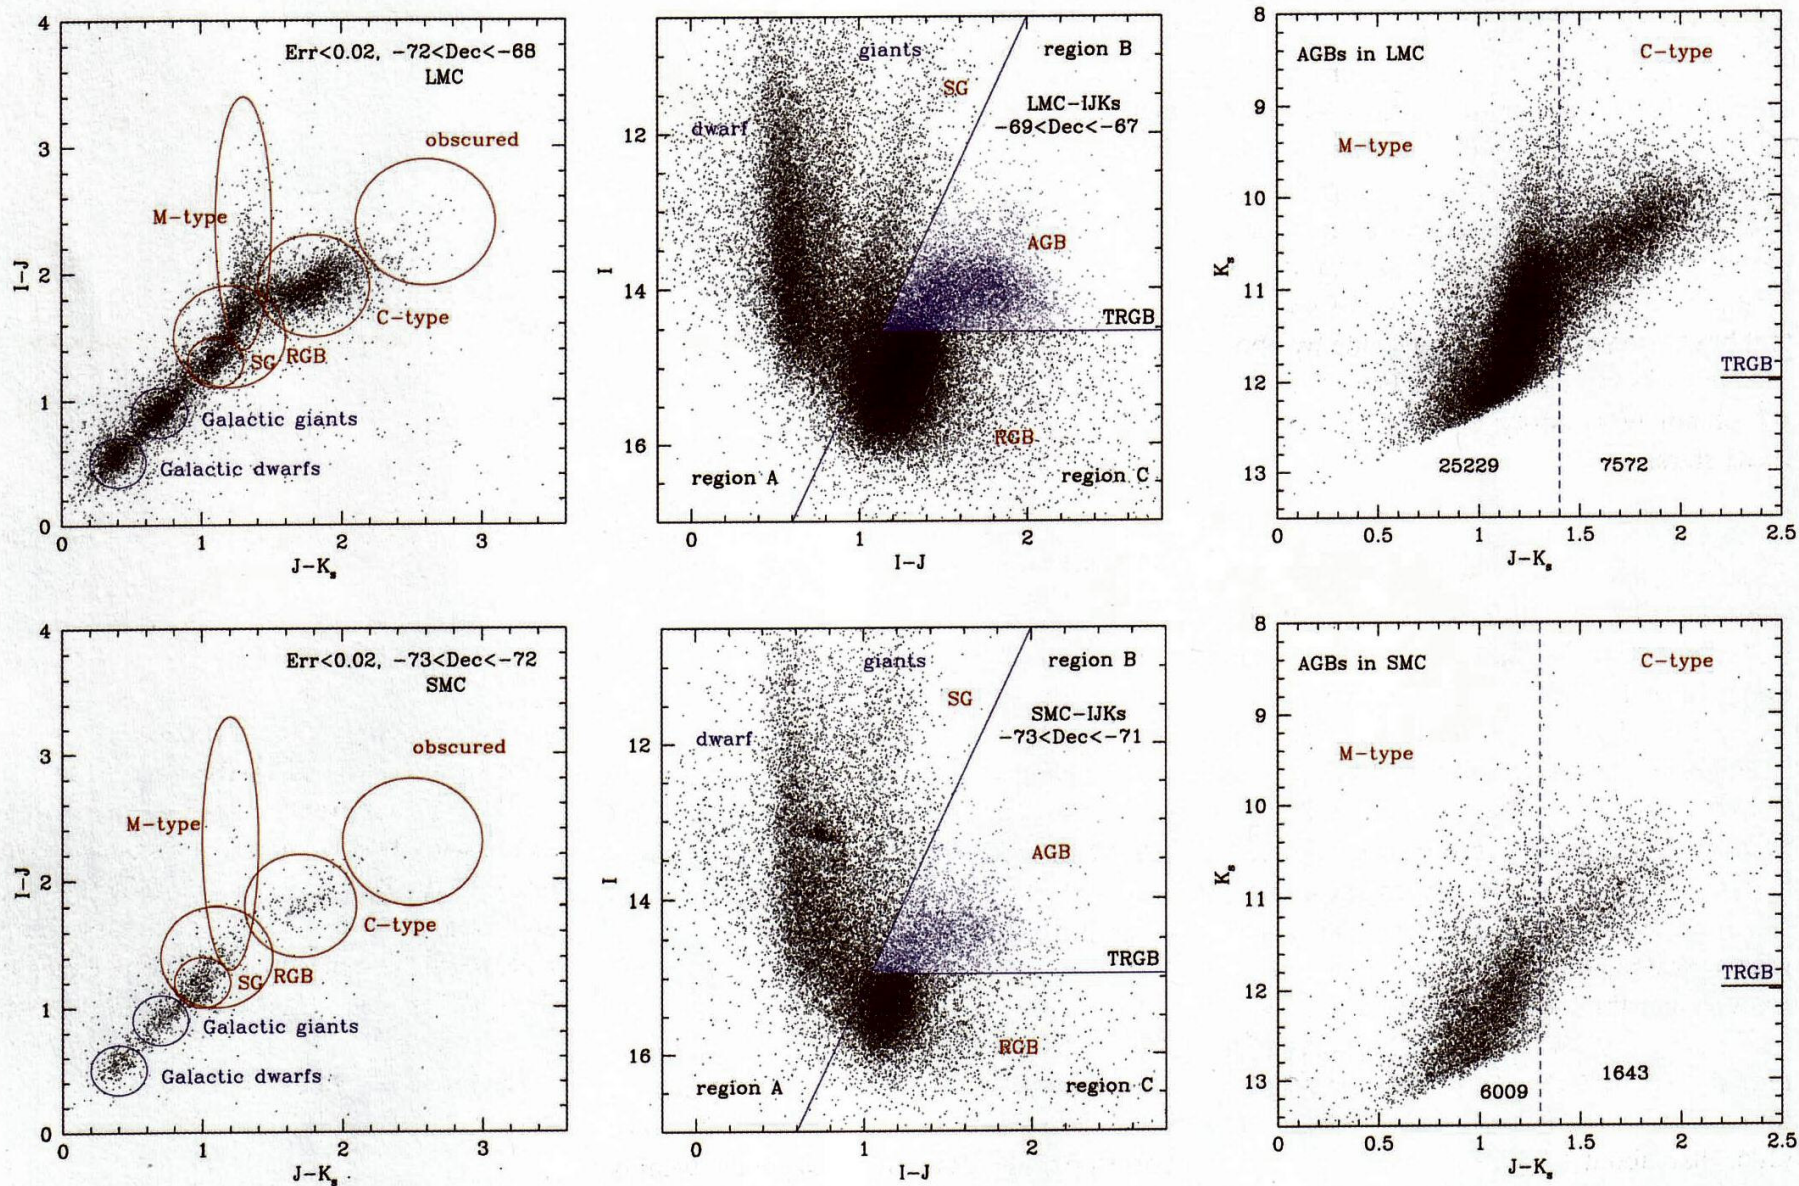 Err<0.02, −72<Dec<−68
LMC
obscured
M−type
C−type
SG
RGB
Galactic giants
Galactic dwarfs
I−J
4
3
2
1
0
0
1
2
3
J−Ks
giants
region B
SG
LMC−IJKs
−69<Dec<−67
dwarf
AGB
TRGB
RGB
region A
region C
I
12
14
16
0
1
2
I−J
AGBs in LMC
C−type
M−type
TRGB
25229
7572
Ks
8
9
10
11
12
13
0
0.5
1
1.5
2
2.5
J−Ks
Err<0.02, −73<Dec<−72
SMC
obscured
M−type
C−type
SG
RGB
Galactic giants
Galactic dwarfs
I−J
4
3
2
1
0
0
1
2
3
J−Ks
giants
region B
SG
SMC−IJKs
−73<Dec<−71
dwarf
AGB
TRGB
RGB
region A
region C
I
12
14
16
0
1
2
I−J
AGBs in SMC
C−type
M−type
TRGB
6009
1643
Ks
8
9
10
11
12
13
0
0.5
1
1.5
2
2.5
J−Ks